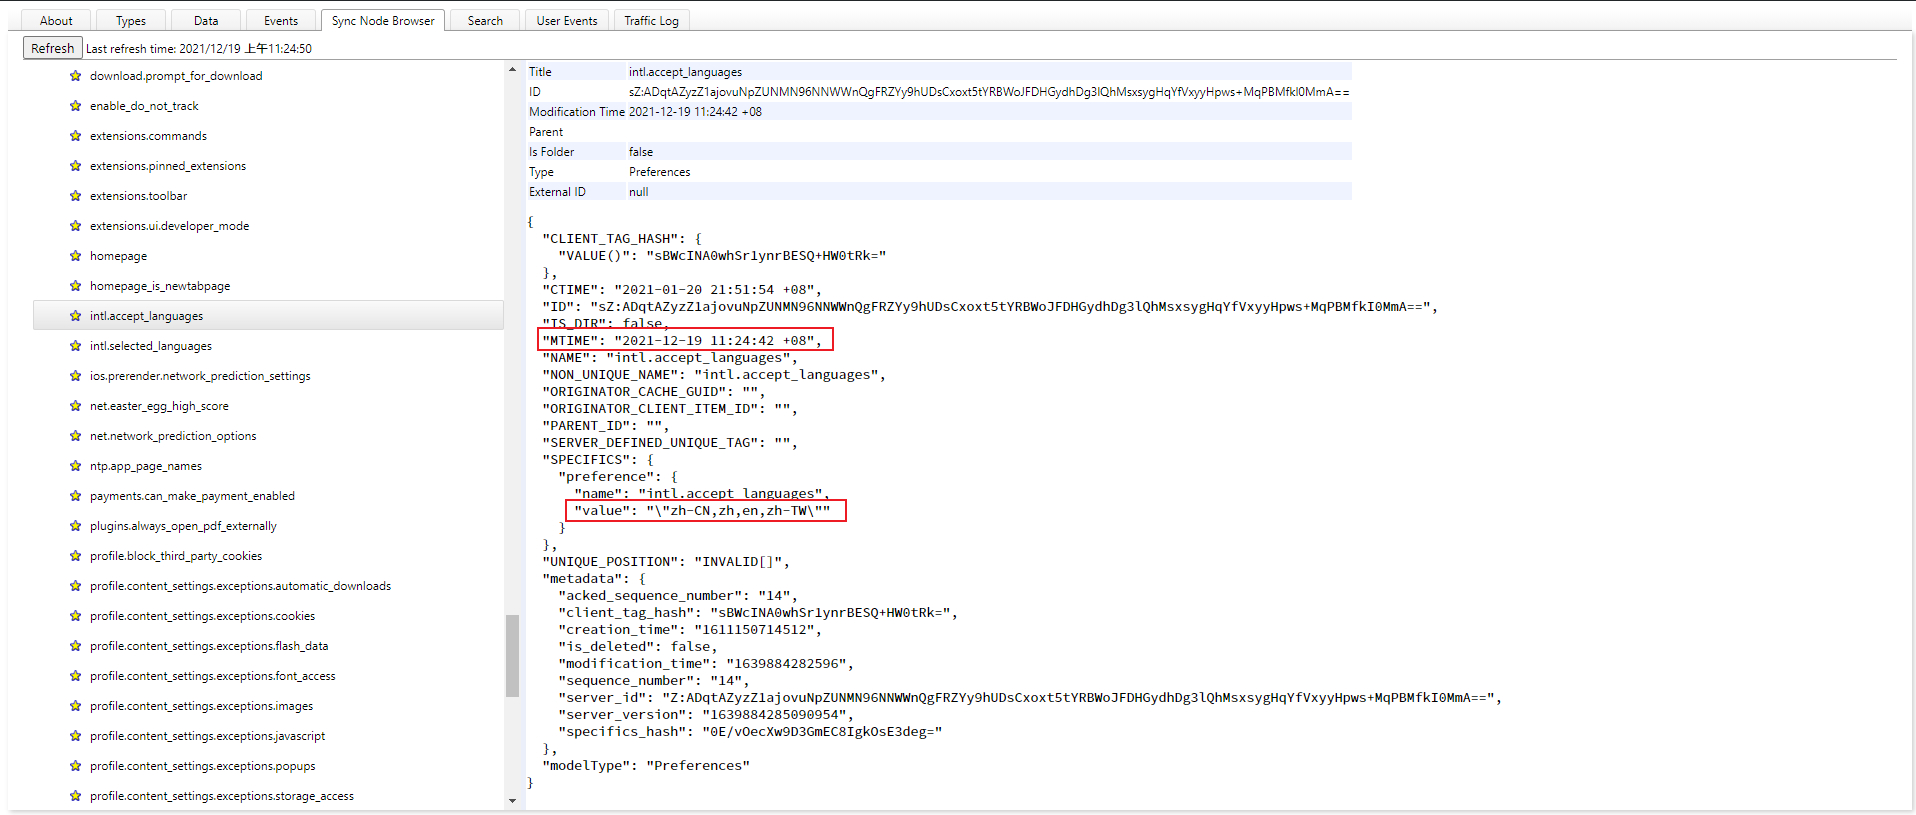 About Types Data Events Sync Node Browser Search User Events Traffic Log
Refresh Last refresh time: 2021/12/19 上午11:24:50
download.prompt_for_download
enable_do_not_track
extensions.commands
extensions.pinned_extensions
extensions.toolbar
extensions.ui.developer_mode
homepage
homepage_is_newtabpage
intl.accept_languages
intl.selected_languages
ios.prerender.network_prediction_settings
net.easter_egg_high_score
net.network_prediction_options
ntp.app_page_names
payments.can_make_payment_enabled
plugins.always_open_pdf_externally
profile.block_third_party_cookies
profile.content_settings.exceptions.automatic_downloads
profile.content_settings.exceptions.cookies
profile.content_settings.exceptions.flash_data
profile.content_settings.exceptions.font_access
profile.content_settings.exceptions.images
profile.content_settings.exceptions.javascript
profile.content_settings.exceptions.popups
profile.content_settings.exceptions.storage_access
Title intl.accept_languages
ID sZ:ADqtAZyzZ1ajovuNpZUNMN96NNWWnQgFRZYy9hUDsCxoxt5tYRBWoJFDHGydhDg3lQhMsxsygHqYfVxyyHpws+MqPBMfkI0MmA==
Modification Time 2021-12-19 11:24:42 +08
Parent
Is Folder false
Type Preferences
External ID null
{
"CLIENT_TAG_HASH": {
"VALUE()": "sBWcINA0whSr1ynrBESQ+HW0tRk="
},
"CTIME": "2021-01-20 21:51:54 +08",
"ID": "sZ:ADqtAZyzZ1ajovuNpZUNMN96NNWWnQgFRZYy9hUDsCxoxt5tYRBWoJFDHGydhDg3lQhMsxsygHqYfVxyyHpws+MqPBMfkI0MmA==",
"IS_DIR": false,
"MTIME": "2021-12-19 11:24:42 +08",
"NAME": "intl.accept_languages",
"NON_UNIQUE_NAME": "intl.accept_languages",
"ORIGINATOR_CACHE_GUID": "",
"ORIGINATOR_CLIENT_ITEM_ID": "",
"PARENT_ID": "",
"SERVER_DEFINED_UNIQUE_TAG": "",
"SPECIFICS": {
"preference": {
"name": "intl.accept_languages",
"value": "\"zh-CN,zh,en,zh-TW\""
}
},
"UNIQUE_POSITION": "INVALID[]",
"metadata": {
"acked_sequence_number": "14",
"client_tag_hash": "sBWcINA0whSr1ynrBESQ+HW0tRk=",
"creation_time": "1611150714512",
"is_deleted": false,
"modification_time": "1639884282596",
"sequence_number": "14",
"server_id": "Z:ADqtAZyzZ1ajovuNpZUNMN96NNWWnQgFRZYy9hUDsCxoxt5tYRBWoJFDHGydhDg3lQhMsxsygHqYfVxyyHpws+MqPBMfkI0MmA==",
"server_version": "1639884285090954",
"specifics_hash": "0E/vOecXw9D3GmEC8IgkOsE3deg="
},
"modelType": "Preferences"
}